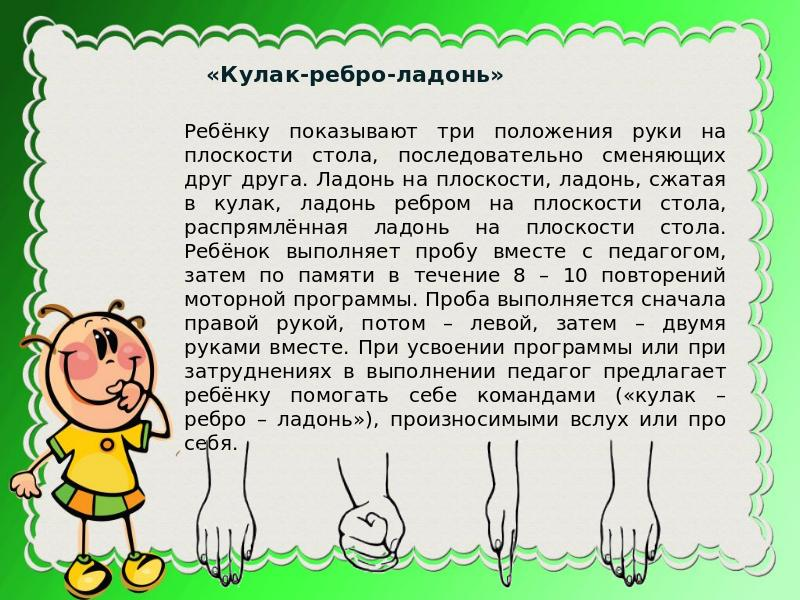 «Кулак-ребро-ладонь»
Ребёнку показывают три положения руки на
плоскости стола, последовательно сменяющих
друг друга. Ладонь на плоскости, ладонь, сжатая
в кулак, ладонь ребром на плоскости стола,
распрямлённая ладонь на плоскости стола.
Ребёнок выполняет пробу вместе с педагогом,
затем по памяти в течение 8 – 10 повторений
моторной программы. Проба выполняется сначала
правой рукой, потом – левой, затем – двумя
руками вместе. При усвоении программы или при
затруднениях в выполнении педагог предлагает
ребёнку помогать себе командами («кулак –
ребро – ладонь»), произносимыми вслух или про
себя.